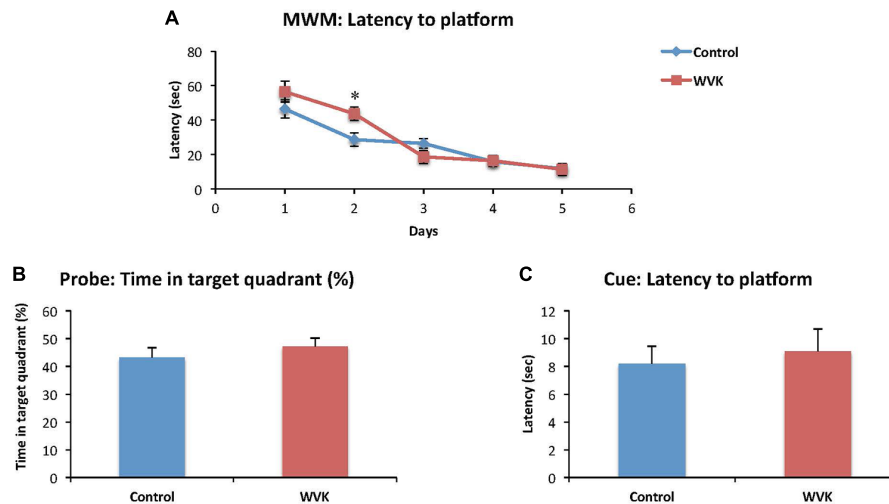 A
MWM: Latency to platform
Latency (sec)
80
60
40
20
0
*
0 1 2 3 4 5 6
Days
Control
WVK
B
Probe: Time in target quadrant (%)
Time in target quadrant (%)
60
50
40
30
20
10
0
Control WVK
C
Cue: Latency to platform
Latency (sec)
12
10
8
6
4
2
0
Control WVK